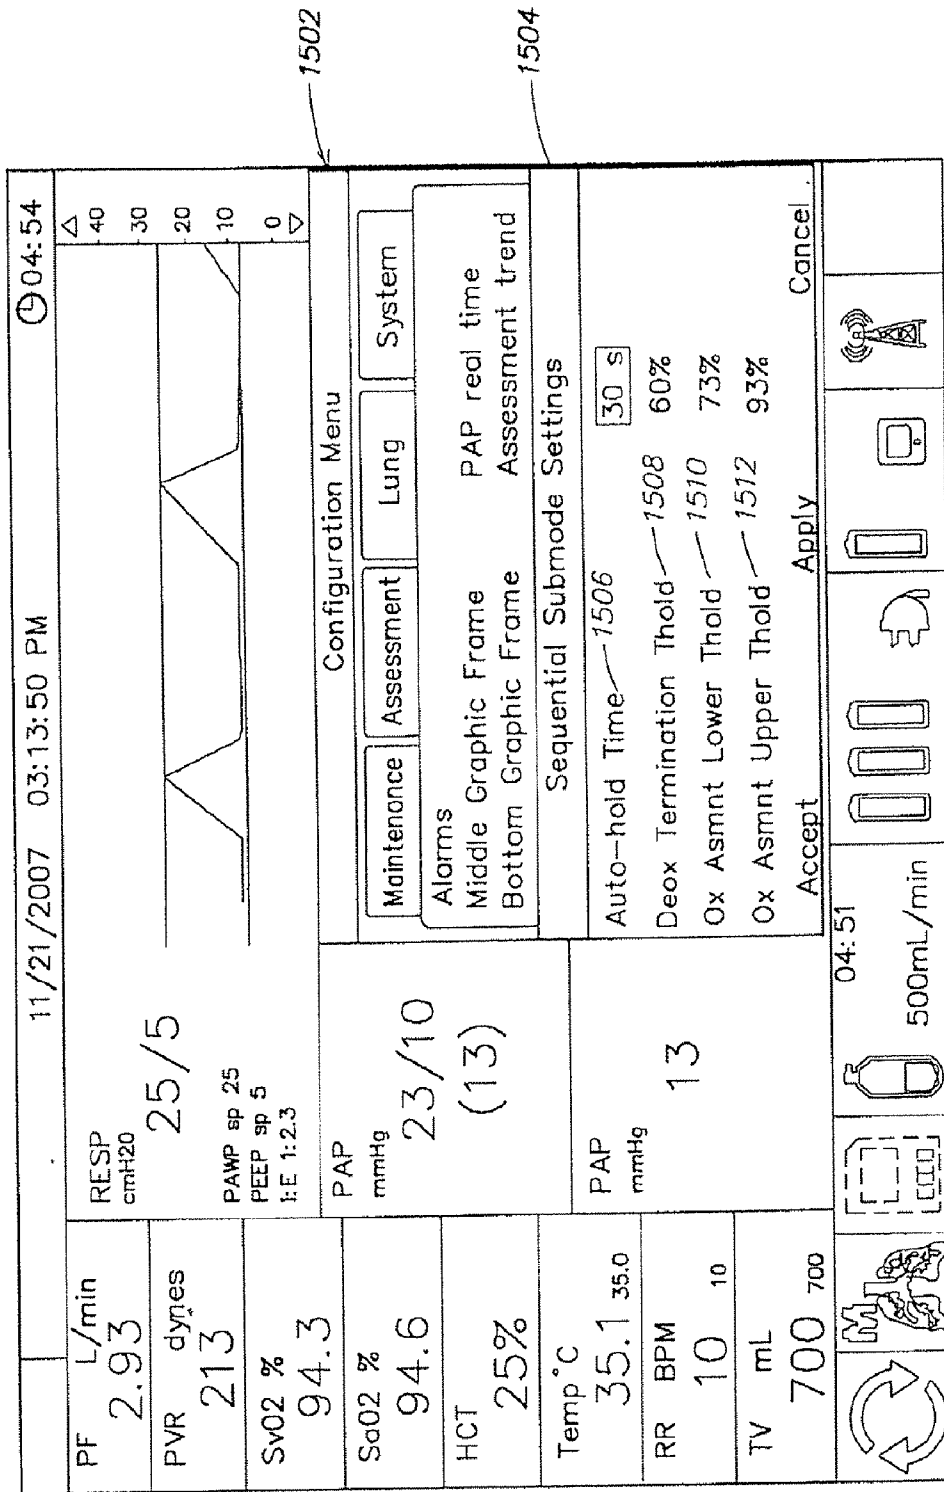 11/21/2007 03:13:50 PM
04:54
PF L/min
2.93
PVR dynes
213
SvO2 %
94.3
SaO2 %
94.6
HCT
25%
Temp °C
35.1 35.0
RR BPM
10 10
TV mL
700 700
RESP
cmH20
25/5
PAWP sp 25
PEEP sp 5
I:E 1:2.3
40
30
20
10
0
PAP
mmHg
23/10
(13)
PAP
mmHg
13
Configuration Menu
1502
Maintenance Assessment Lung System
Alarms
Middle Graphic Frame PAP real time
Bottom Graphic Frame Assessment trend
Sequential Submode Settings
1504
Auto-hold Time 1506 30 s
Deox Termination Thold 1508 60%
Ox Asmnt Lower Thold 1510 73%
Ox Asmnt Upper Thold 1512 93%
Accept Apply Cancel
04:51
500mL/min